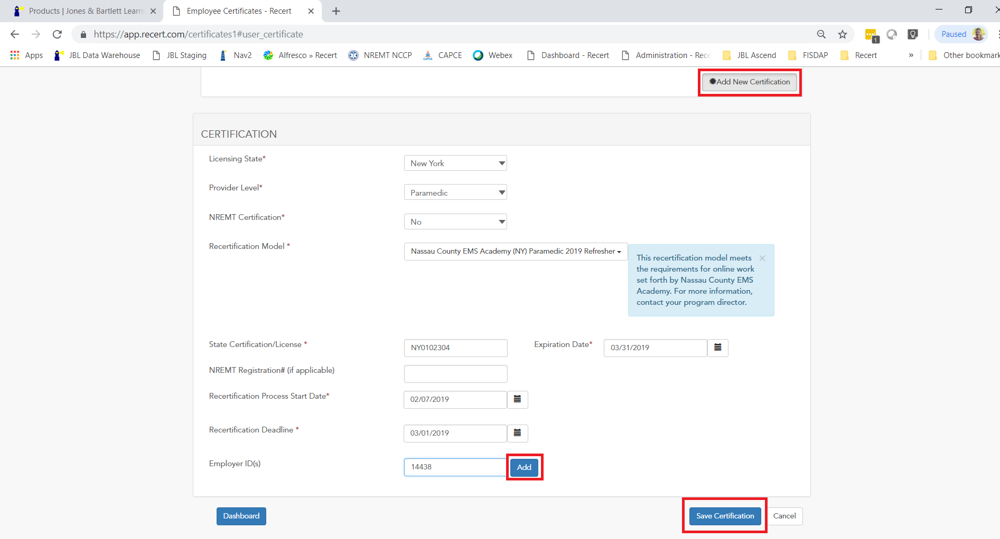 Products | Jones & Bartlett Learni
Employee Certificates - Recert
https://app.recert.com/certificates1#user_certificate
1
Paused
Apps
JBL Data Warehouse
JBL Staging
Nav2
Alfresco » Recert
NREMT NCCP
CAPCE
CAPCE
Webex
Dashboard - Recert
Administration - Rece
JBL Ascend
FISDAP
Recert
»
Other bookmark
Add New Certification
CERTIFICATION
Licensing State*
New York
Provider Level*
Paramedic
NREMT Certification*
No
Recertification Model *
Nassau County EMS Academy (NY) Paramedic 2019 Refresher
This recertification model meets
the requirements for online work
set forth by Nassau County EMS
Academy. For more information,
contact your program director.
State Certification/License *
NY0102304
Expiration Date*
03/31/2019
NREMT Registration# (if applicable)
Recertification Process Start Date*
02/07/2019
Recertification Deadline *
03/01/2019
Employer ID(s)
14438
Add
Dashboard
Save Certification
Cancel